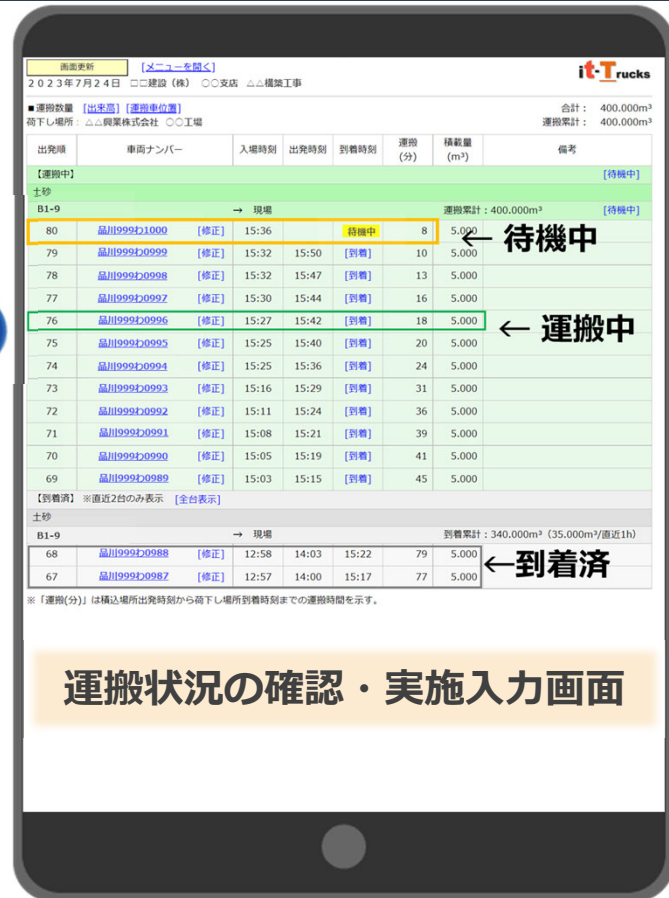 画面更新 [メニューを開く] it-Trucks
2023年7月24日 □□建設(株) ○○支店 △△構築工事
■運搬数量 [出来高] [運搬車位置] 合計: 400.000m³
荷下し場所: △△興業株式会社 ○○工場 運搬累計: 400.000m³
出発順 車両ナンバー 入場時刻 出発時刻 到着時刻 運搬(分) 積載量(m³) 備考
【運搬中】 [待機中]
土砂
B1-9 → 現場 運搬累計:400.000m³ [待機中]
80 品川999わ1000 [修正] 15:36 待機中 8 5.000 ← 待機中
79 品川999わ0999 [修正] 15:32 15:50 [到着] 10 5.000
78 品川999わ0998 [修正] 15:32 15:47 [到着] 13 5.000
77 品川999わ0997 [修正] 15:30 15:44 [到着] 16 5.000
76 品川999わ0996 [修正] 15:27 15:42 [到着] 18 5.000 ← 運搬中
75 品川999わ0995 [修正] 15:25 15:40 [到着] 20 5.000
74 品川999わ0994 [修正] 15:25 15:36 [到着] 24 5.000
73 品川999わ0993 [修正] 15:16 15:29 [到着] 31 5.000
72 品川999わ0992 [修正] 15:11 15:24 [到着] 36 5.000
71 品川999わ0991 [修正] 15:08 15:21 [到着] 39 5.000
70 品川999わ0990 [修正] 15:05 15:19 [到着] 41 5.000
69 品川999わ0989 [修正] 15:03 15:15 [到着] 45 5.000
【到着済】 ※直近2台のみ表示 [全台表示]
土砂
B1-9 → 現場 到着累計:340.000m³(35.000m³/直近1h)
68 品川999わ0988 [修正] 12:58 14:03 15:22 79 5.000 ←到着済
67 品川999わ0987 [修正] 12:57 14:00 15:17 77 5.000
※「運搬(分)」は積込場所出発時刻から荷下し場所到着時刻までの運搬時間を示す。
運搬状況の確認・実施入力画面